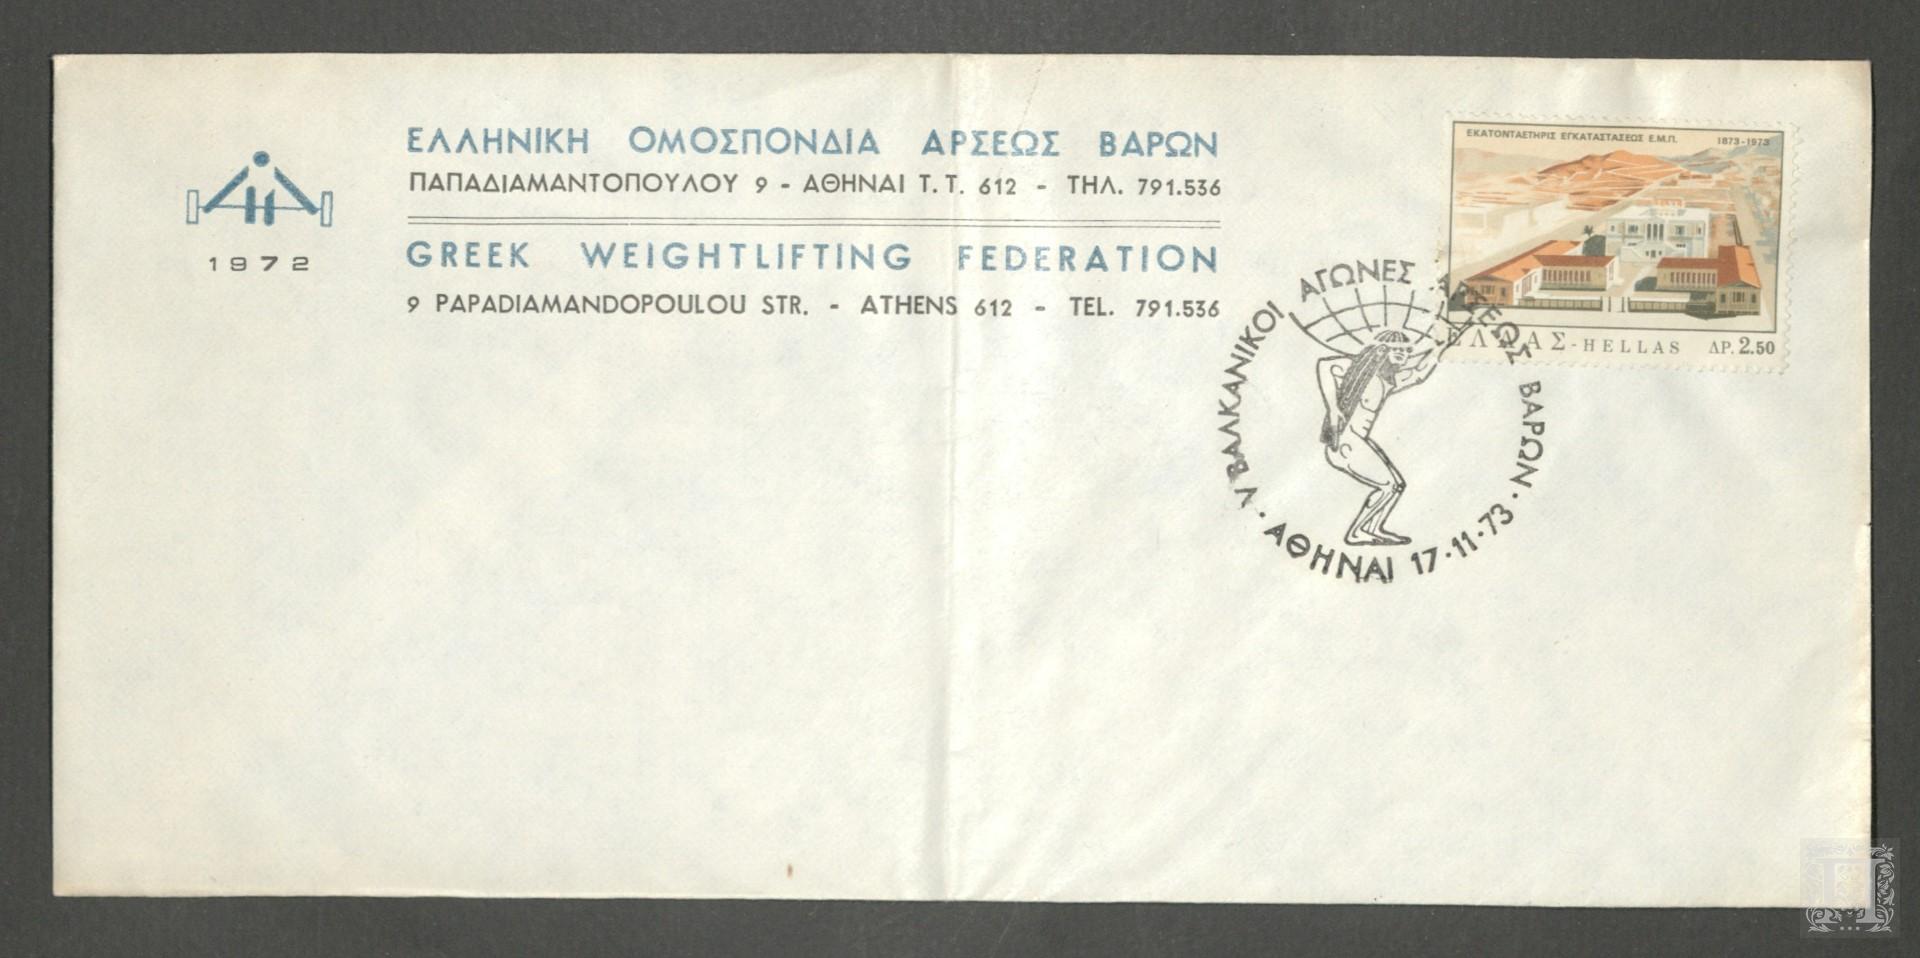 1972
ΕΛΛΗΝΙΚΗ ΟΜΟΣΠΟΝΔΙΑ ΑΡΣΕΩΣ ΒΑΡΩΝ
ΠΑΠΑΔΙΑΜΑΝΤΟΠΟΥΛΟΥ 9 - ΑΘΗΝΑΙ Τ.Τ. 612 - ΤΗΛ. 791.536
GREEK WEIGHTLIFTING FEDERATION
9 PAPADIAMANDOPOULOU STR. - ATHENS 612 - TEL. 791.536
ΕΚΑΤΟΝΤΑΕΤΗΡΙΣ ΕΓΚΑΤΑΣΤΑΣΕΩΣ Ε.Μ.Π. 1873-1973
ΕΛΛΑΣ-HELLAS ΔΡ. 2.50
V ΒΑΛΚΑΝΙΚΟΙ ΑΓΩΝΕΣ ΑΡΣΕΩΣ ΒΑΡΩΝ ·
· ΑΘΗΝΑΙ 17·11·73